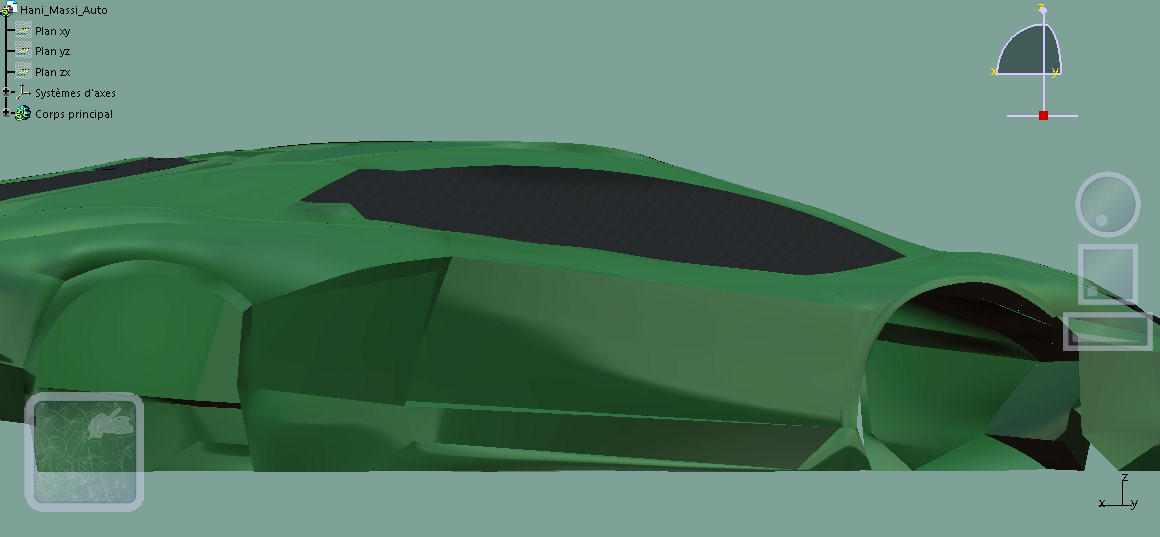 Hani_Massi_Auto
Plan xy
Plan yz
Plan zx
Systèmes d'axes
Corps principal
z
x
y
z
x
y